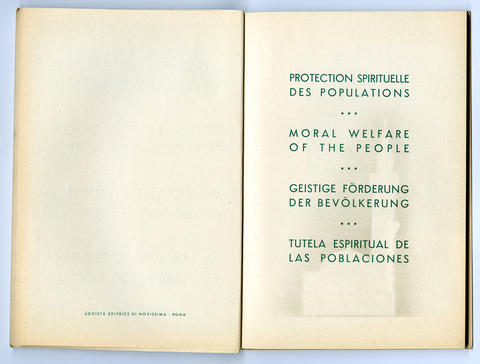 SOCIETÀ EDITRICE DI NOVISSIMA - ROMA
PROTECTION SPIRITUELLE
DES POPULATIONS
• • •
MORAL WELFARE
OF THE PEOPLE
• • •
GEISTIGE FÖRDERUNG
DER BEVÖLKERUNG
• • •
TUTELA ESPIRITUAL DE
LAS POBLACIONES